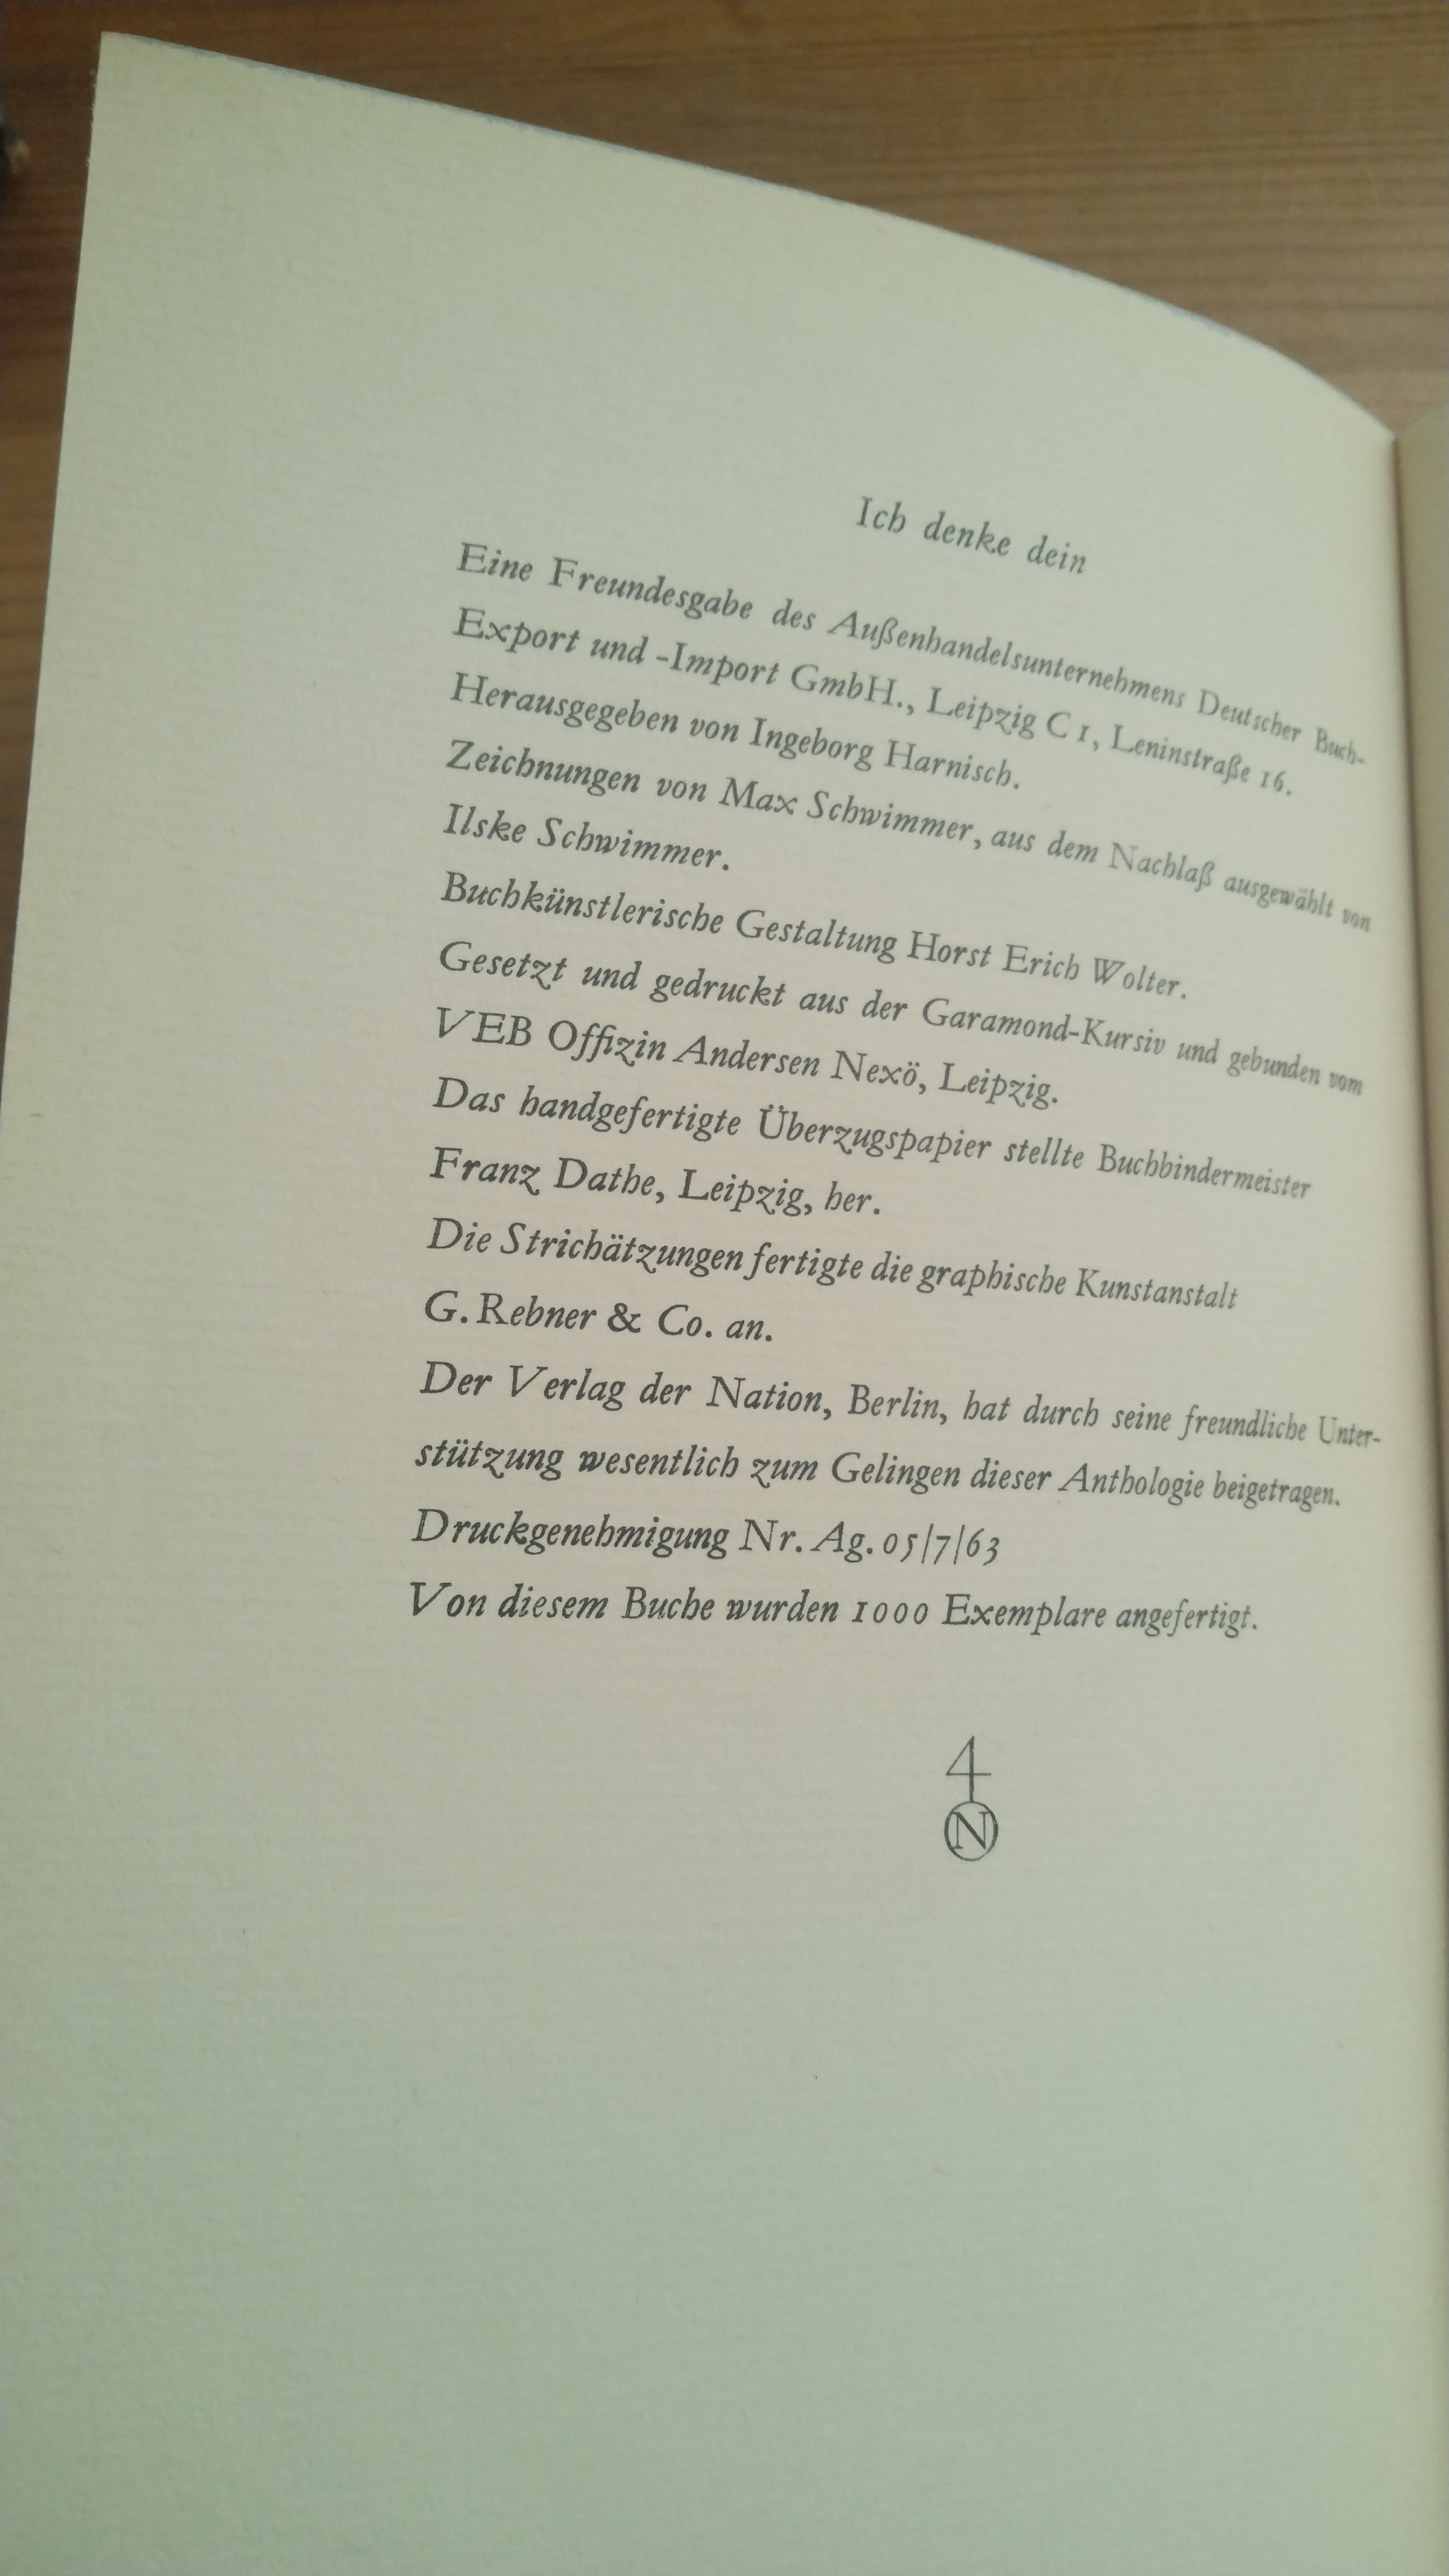 Ich denke dein
Eine Freundesgabe des Außenhandelsunternehmens Deutscher Buch-
Export und -Import GmbH., Leipzig C 1, Leninstraße 16.
Herausgegeben von Ingeborg Harnisch.
Zeichnungen von Max Schwimmer, aus dem Nachlaß ausgewählt von
Ilske Schwimmer.
Buchkünstlerische Gestaltung Horst Erich Wolter.
Gesetzt und gedruckt aus der Garamond-Kursiv und gebunden vom
VEB Offizin Andersen Nexö, Leipzig.
Das handgefertigte Überzugspapier stellte Buchbindermeister
Franz Dathe, Leipzig, her.
Die Strichätzungen fertigte die graphische Kunstanstalt
G. Rebner & Co. an.
Der Verlag der Nation, Berlin, hat durch seine freundliche Unter-
stützung wesentlich zum Gelingen dieser Anthologie beigetragen.
Druckgenehmigung Nr. Ag. 05/7/63
Von diesem Buche wurden 1000 Exemplare angefertigt.
4
N